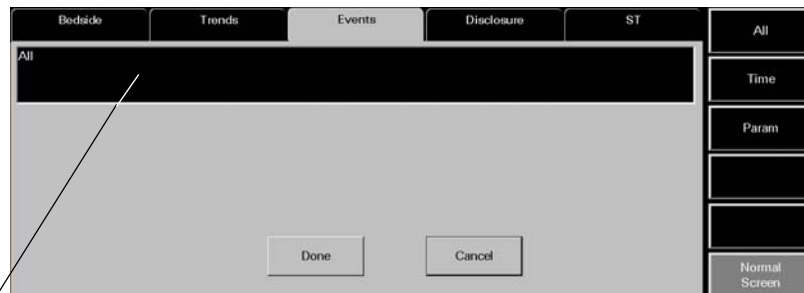 Bedside
Trends
Events
Disclosure
ST
All
All
Time
Param
Done
Cancel
Normal
Screen